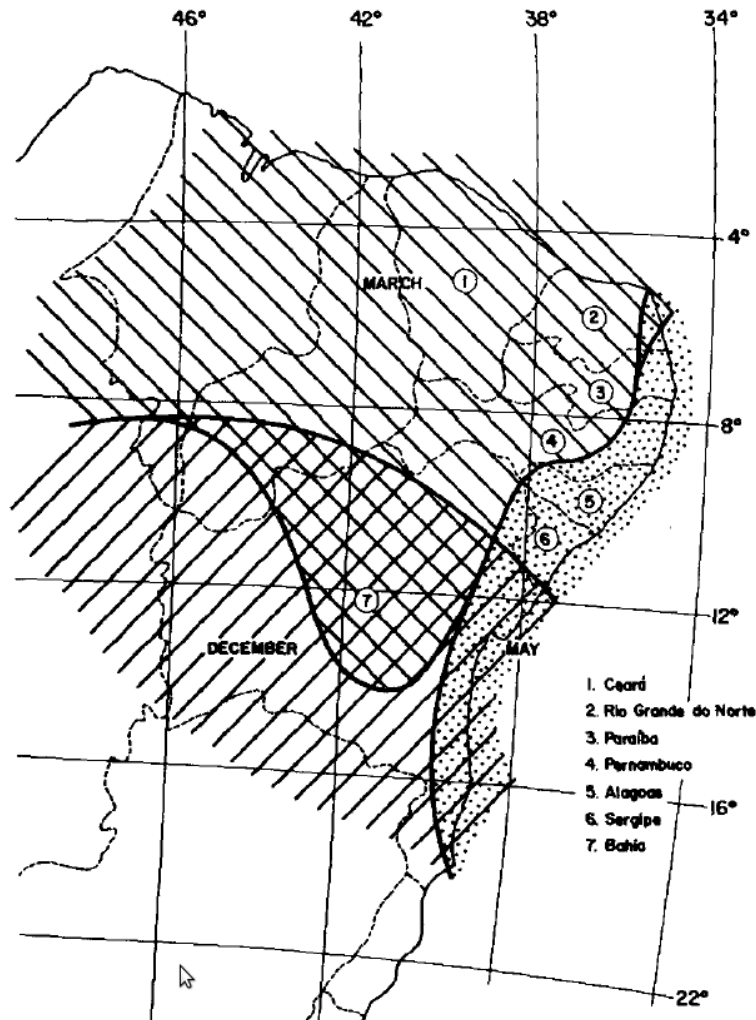 46° 42° 38° 34°
4°
MARCH 1
2
3
8°
4
5
6
7
12°
DECEMBER MAY
1. Ceará
2. Rio Grande do Norte
3. Paraíba
4. Pernambuco
5. Alagoas
16°
6. Sergipe
7. Bahia
22°